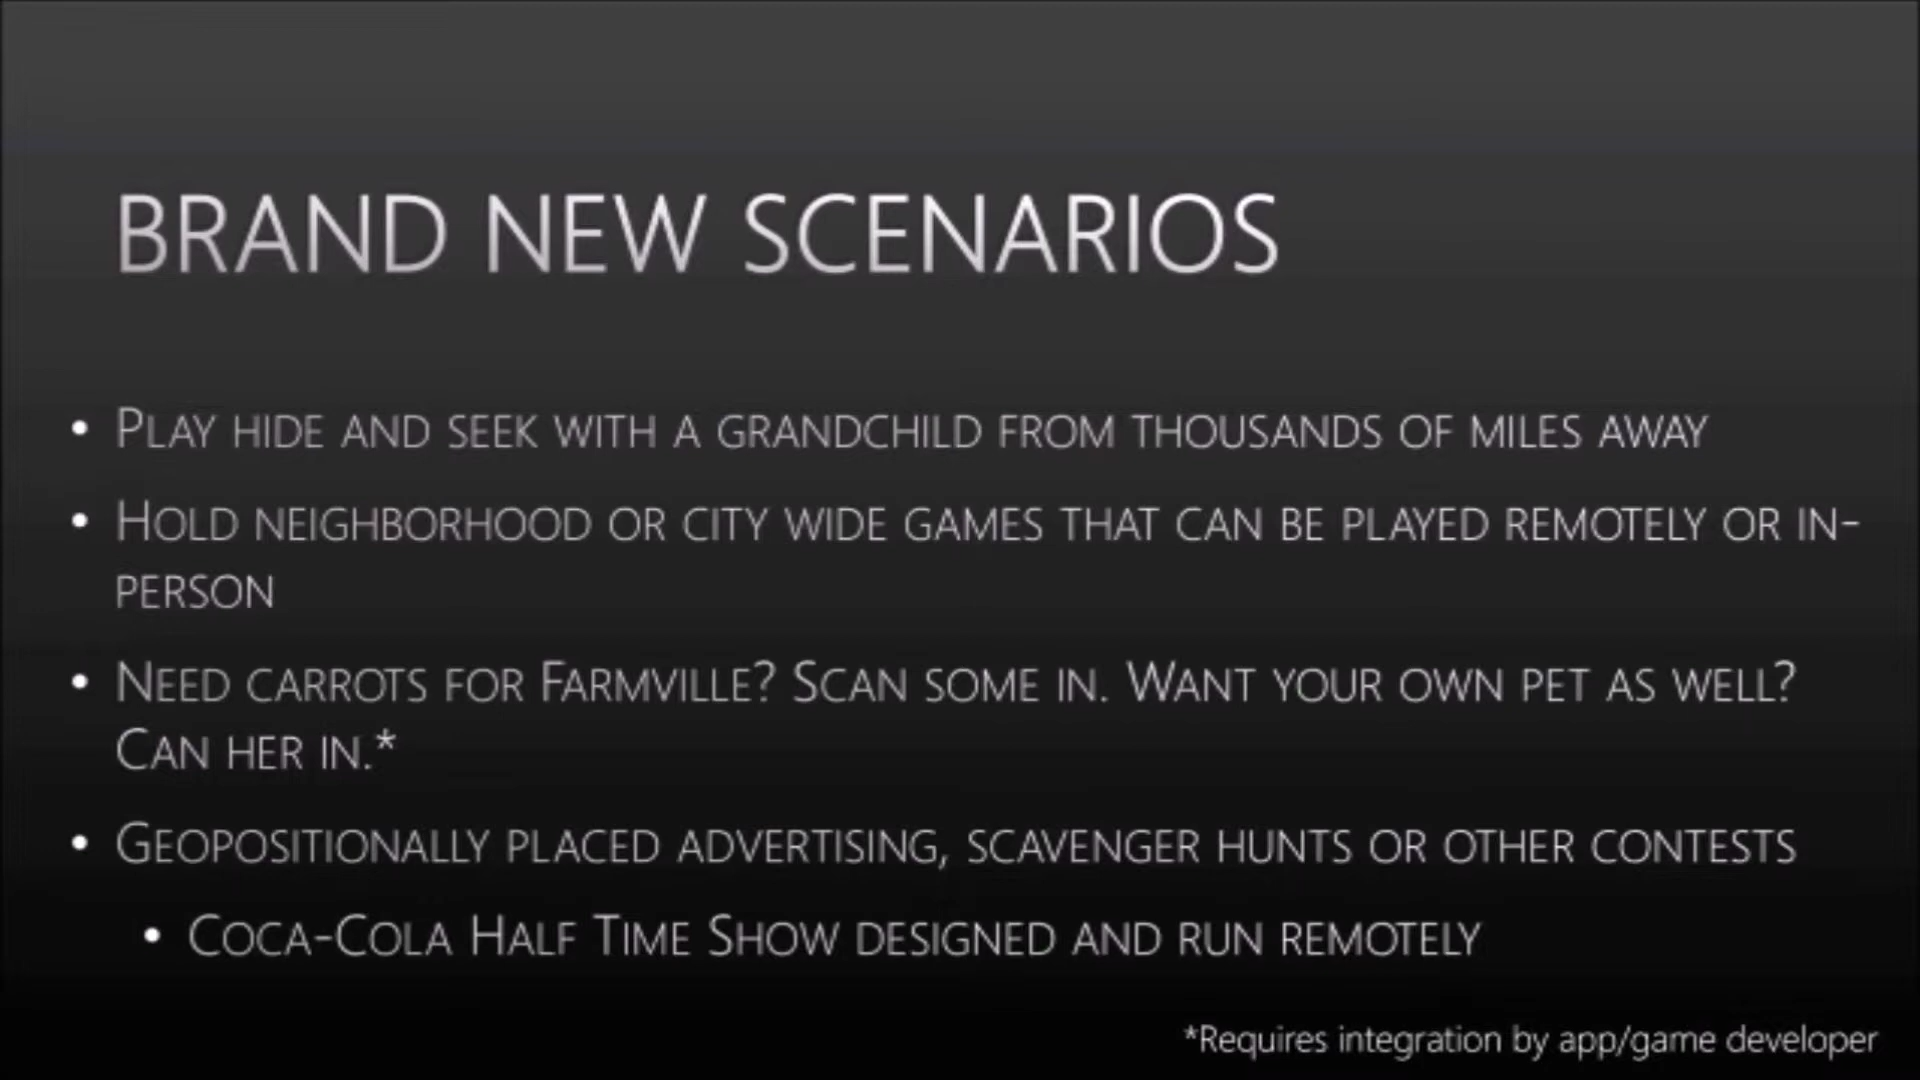 BRAND NEW SCENARIOS
• PLAY HIDE AND SEEK WITH A GRANDCHILD FROM THOUSANDS OF MILES AWAY
• HOLD NEIGHBORHOOD OR CITY WIDE GAMES THAT CAN BE PLAYED REMOTELY OR IN-
PERSON
• NEED CARROTS FOR FARMVILLE? SCAN SOME IN. WANT YOUR OWN PET AS WELL?
CAN HER IN.*
• GEOPOSITIONALLY PLACED ADVERTISING, SCAVENGER HUNTS OR OTHER CONTESTS
• COCA-COLA HALF TIME SHOW DESIGNED AND RUN REMOTELY
*Requires integration by app/game developer